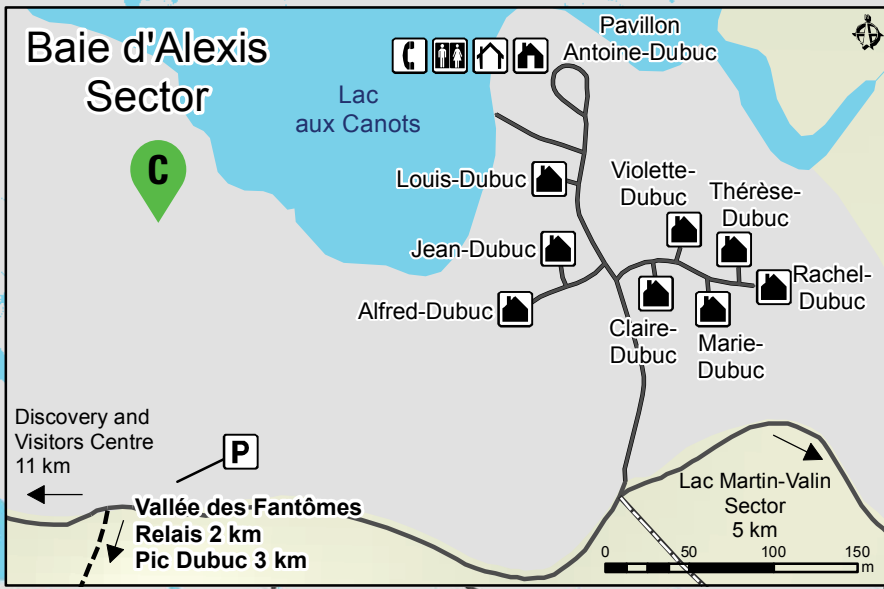 Baie d'Alexis
Sector
Pavillon
Antoine-Dubuc
Lac
aux Canots
C
Louis-Dubuc
Violette-
Dubuc
Thérèse-
Dubuc
Jean-Dubuc
Rachel-
Dubuc
Alfred-Dubuc
Claire-
Dubuc
Marie-
Dubuc
Discovery and
Visitors Centre
11 km
P
Vallée des Fantômes
Relais 2 km
Pic Dubuc 3 km
Lac Martin-Valin
Sector
5 km
0 50 100 150
m